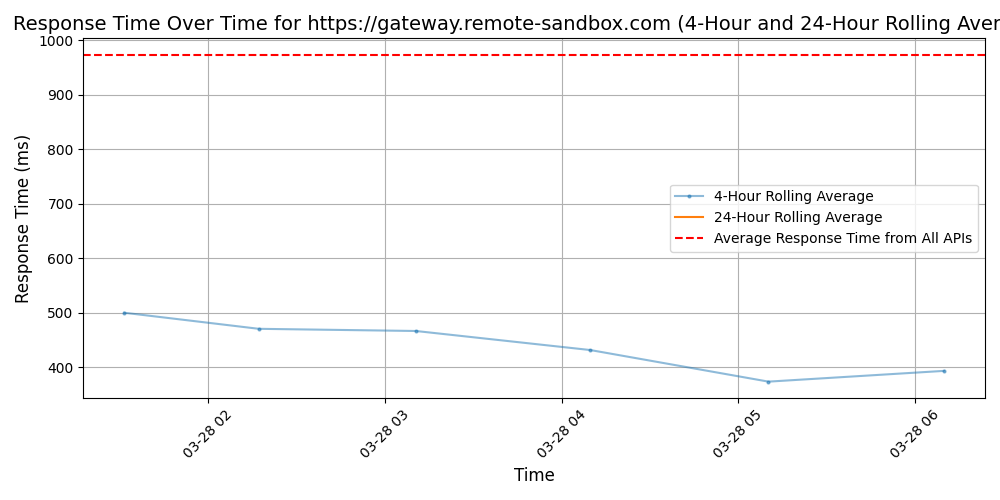 Response Time Over Time for https://gateway.remote-sandbox.com (4-Hour and 24-Hour Rolling Aver
1000
900
800
700
600
500
400
Response Time (ms)
4-Hour Rolling Average
24-Hour Rolling Average
Average Response Time from All APIs
03-28 02
03-28 03
03-28 04
03-28 05
03-28 06
Time